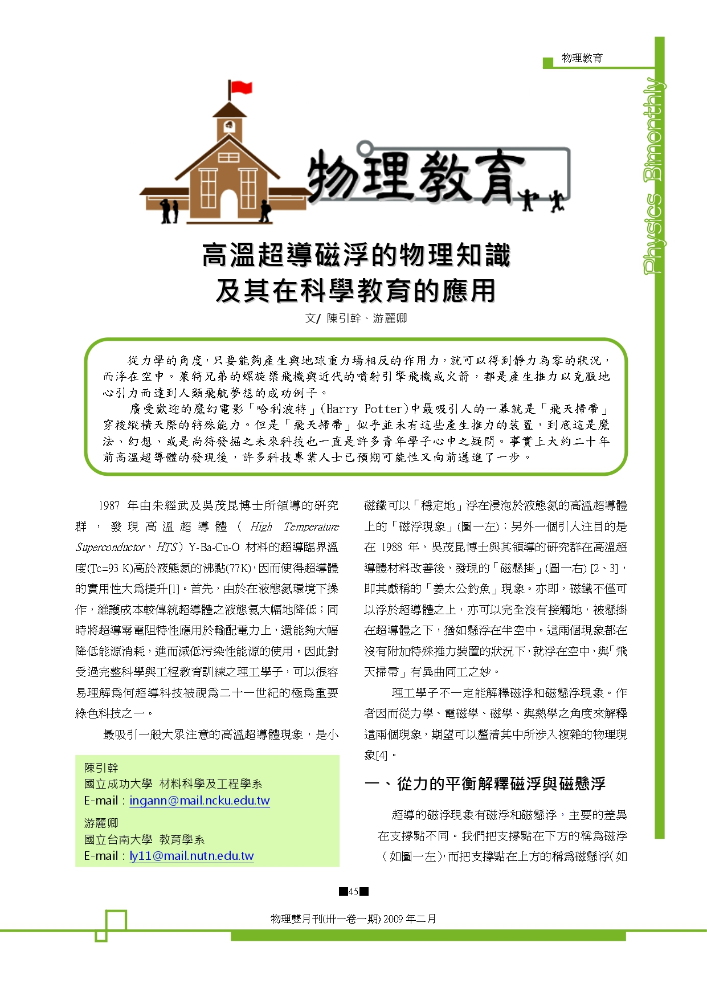 物理教育
Physics Bimonthly
物理教育
高溫超導磁浮的物理知識
及其在科學教育的應用
文/ 陳引幹、游麗卿
從力學的角度，只要能夠產生與地球重力場相反的作用力，就可以得到靜力為零的狀況，
而浮在空中。萊特兄弟的螺旋槳飛機與近代的噴射引擎飛機或火箭，都是產生推力以克服地
心引力而達到人類飛航夢想的成功例子。
廣受歡迎的魔幻電影「哈利波特」(Harry Potter)中最吸引人的一幕就是「飛天掃帚」
穿梭縱橫天際的特殊能力。但是「飛天掃帚」似乎並未有這些產生推力的裝置，到底這是魔
法、幻想、或是尚待發掘之未來科技也一直是許多青年學子心中之疑問。事實上大約二十年
前高溫超導體的發現後，許多科技專業人士已預期可能性又向前邁進了一步。
1987 年由朱經武及吳茂昆博士所領導的研究
群，發現高溫超導體（High Temperature
Superconductor，HTS）Y-Ba-Cu-O 材料的超導臨界溫
度(Tc=93 K)高於液態氮的沸點(77K)，因而使得超導體
的實用性大為提升[1]。首先，由於在液態氮環境下操
作，維護成本較傳統超導體之液態氦大幅地降低；同
時將超導零電阻特性應用於輸配電力上，還能夠大幅
降低能源消耗，進而減低污染性能源的使用。因此對
受過完整科學與工程教育訓練之理工學子，可以很容
易理解為何超導科技被視為二十一世紀的極為重要
綠色科技之一。
最吸引一般大眾注意的高溫超導體現象，是小
陳引幹
國立成功大學 材料科學及工程學系
E-mail：ingann@mail.ncku.edu.tw
游麗卿
國立台南大學 教育學系
E-mail：ly11@mail.nutn.edu.tw
磁鐵可以「穩定地」浮在浸泡於液態氮的高溫超導體
上的「磁浮現象」(圖一左)；另外一個引人注目的是
在 1988 年，吳茂昆博士與其領導的研究群在高溫超
導體材料改善後，發現的「磁懸掛」(圖一右) [2、3]，
即其戲稱的「姜太公釣魚」現象。亦即，磁鐵不僅可
以浮於超導體之上，亦可以完全沒有接觸地，被懸掛
在超導體之下，猶如懸浮在半空中。這兩個現象都在
沒有附加特殊推力裝置的狀況下，就浮在空中，與「飛
天掃帚」有異曲同工之妙。
理工學子不一定能解釋磁浮和磁懸浮現象。作
者因而從力學、電磁學、磁學、與熱學之角度來解釋
這兩個現象，期望可以釐清其中所涉入複雜的物理現
象[4]。
一、從力的平衡解釋磁浮與磁懸浮
超導的磁浮現象有磁浮和磁懸浮，主要的差異
在支撐點不同。我們把支撐點在下方的稱為磁浮
（如圖一左），而把支撐點在上方的稱為磁懸浮（如
■45■
物理雙月刊(卅一卷一期) 2009 年二月